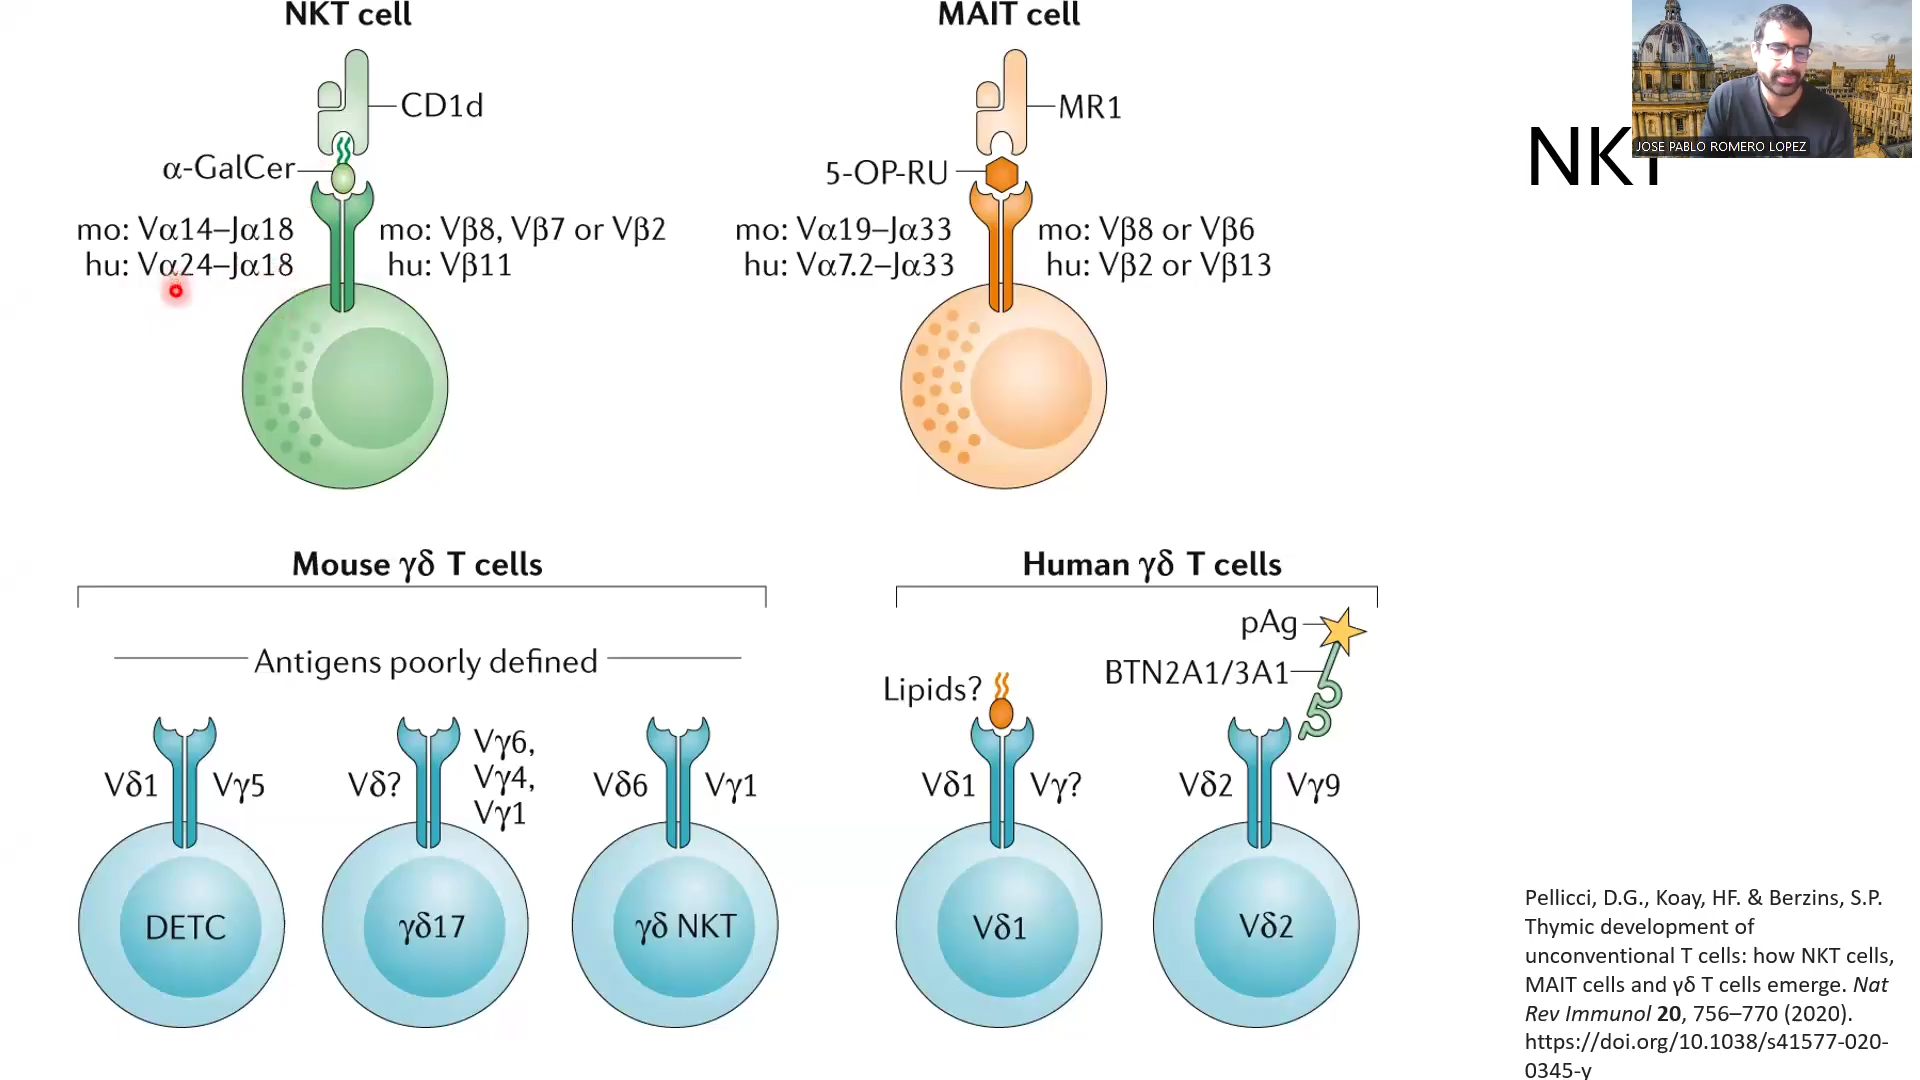 NKT cell
MAIT cell
CD1d
MR1
α-GalCer
5-OP-RU
mo: Vα14–Jα18
hu: Vα24–Jα18
mo: Vβ8, Vβ7 or Vβ2
hu: Vβ11
mo: Vα19–Jα33
hu: Vα7.2–Jα33
mo: Vβ8 or Vβ6
hu: Vβ2 or Vβ13
JOSE PABLO ROMERO LOPEZ
NKT
Mouse γδ T cells
Antigens poorly defined
Vδ1
Vγ5
Vδ?
Vγ6,
Vγ4,
Vγ1
Vδ6
Vγ1
DETC
γδ17
γδ NKT
Human γδ T cells
pAg
BTN2A1/3A1
Lipids?
Vδ1
Vγ?
Vδ2
Vγ9
Vδ1
Vδ2
Pellicci, D.G., Koay, HF. & Berzins, S.P.
Thymic development of
unconventional T cells: how NKT cells,
MAIT cells and γδ T cells emerge. Nat
Rev Immunol 20, 756–770 (2020).
https://doi.org/10.1038/s41577-020-
0345-y